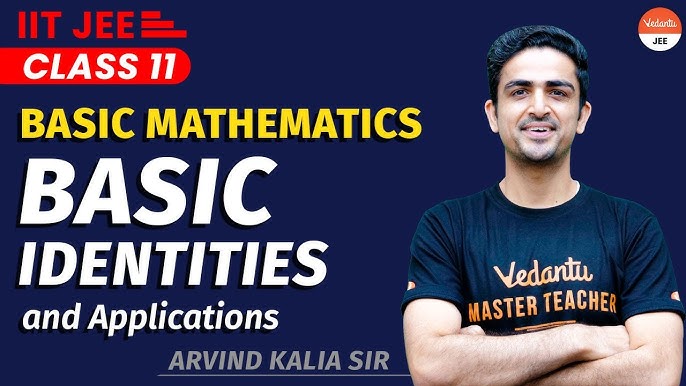 IIT JEE
CLASS 11
BASIC MATHEMATICS
BASIC
IDENTITIES
and Applications
ARVIND KALIA SIR
Vedantu
JEE
Vedantu
MASTER TEACHER